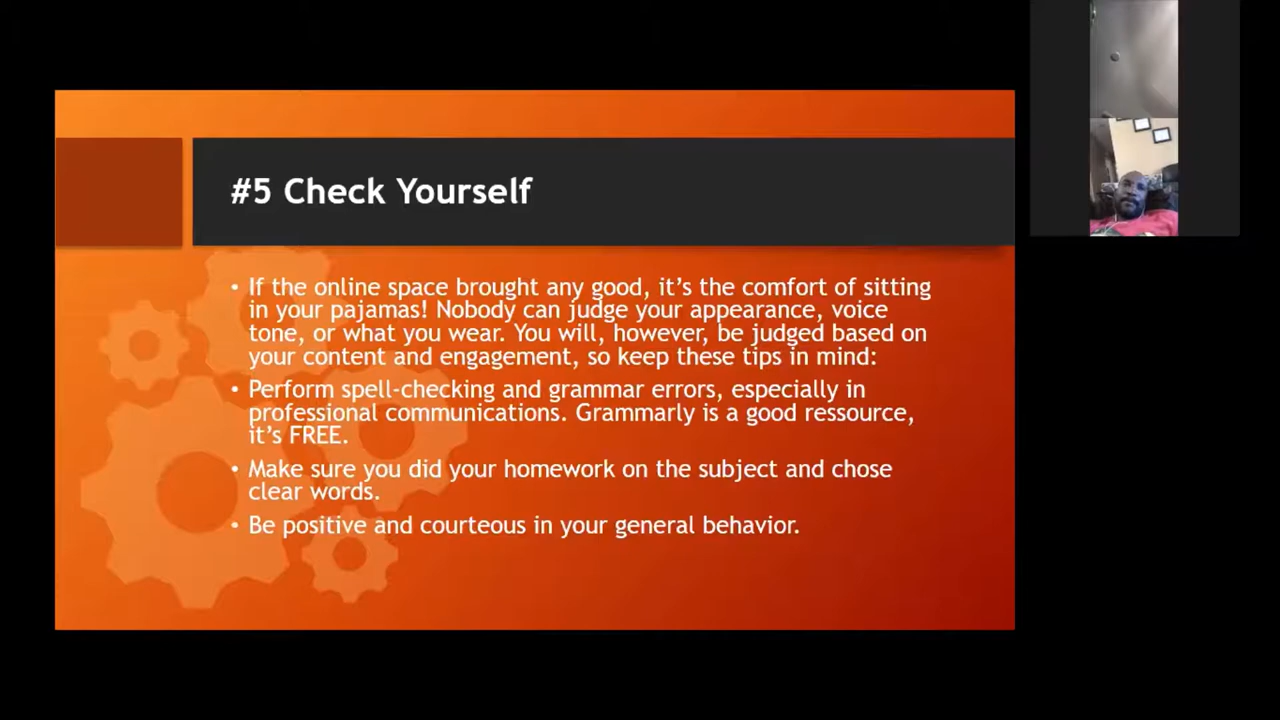 #5 Check Yourself
• If the online space brought any good, it's the comfort of sitting
in your pajamas! Nobody can judge your appearance, voice
tone, or what you wear. You will, however, be judged based on
your content and engagement, so keep these tips in mind:
• Perform spell-checking and grammar errors, especially in
professional communications. Grammarly is a good ressource,
it's FREE.
• Make sure you did your homework on the subject and chose
clear words.
• Be positive and courteous in your general behavior.